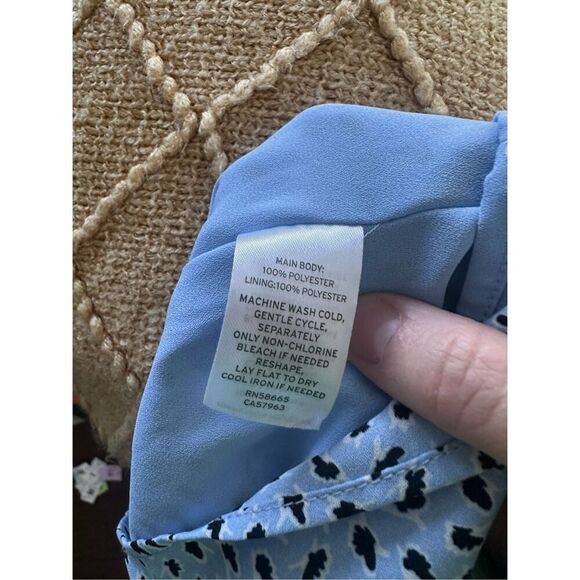 MAIN BODY:
100% POLYESTER
LINING:100% POLYESTER
MACHINE WASH COLD,
GENTLE CYCLE,
SEPARATELY
ONLY NON-CHLORINE
BLEACH IF NEEDED
RESHAPE,
LAY FLAT TO DRY
COOL IRON IF NEEDED
RN58665
CA57963